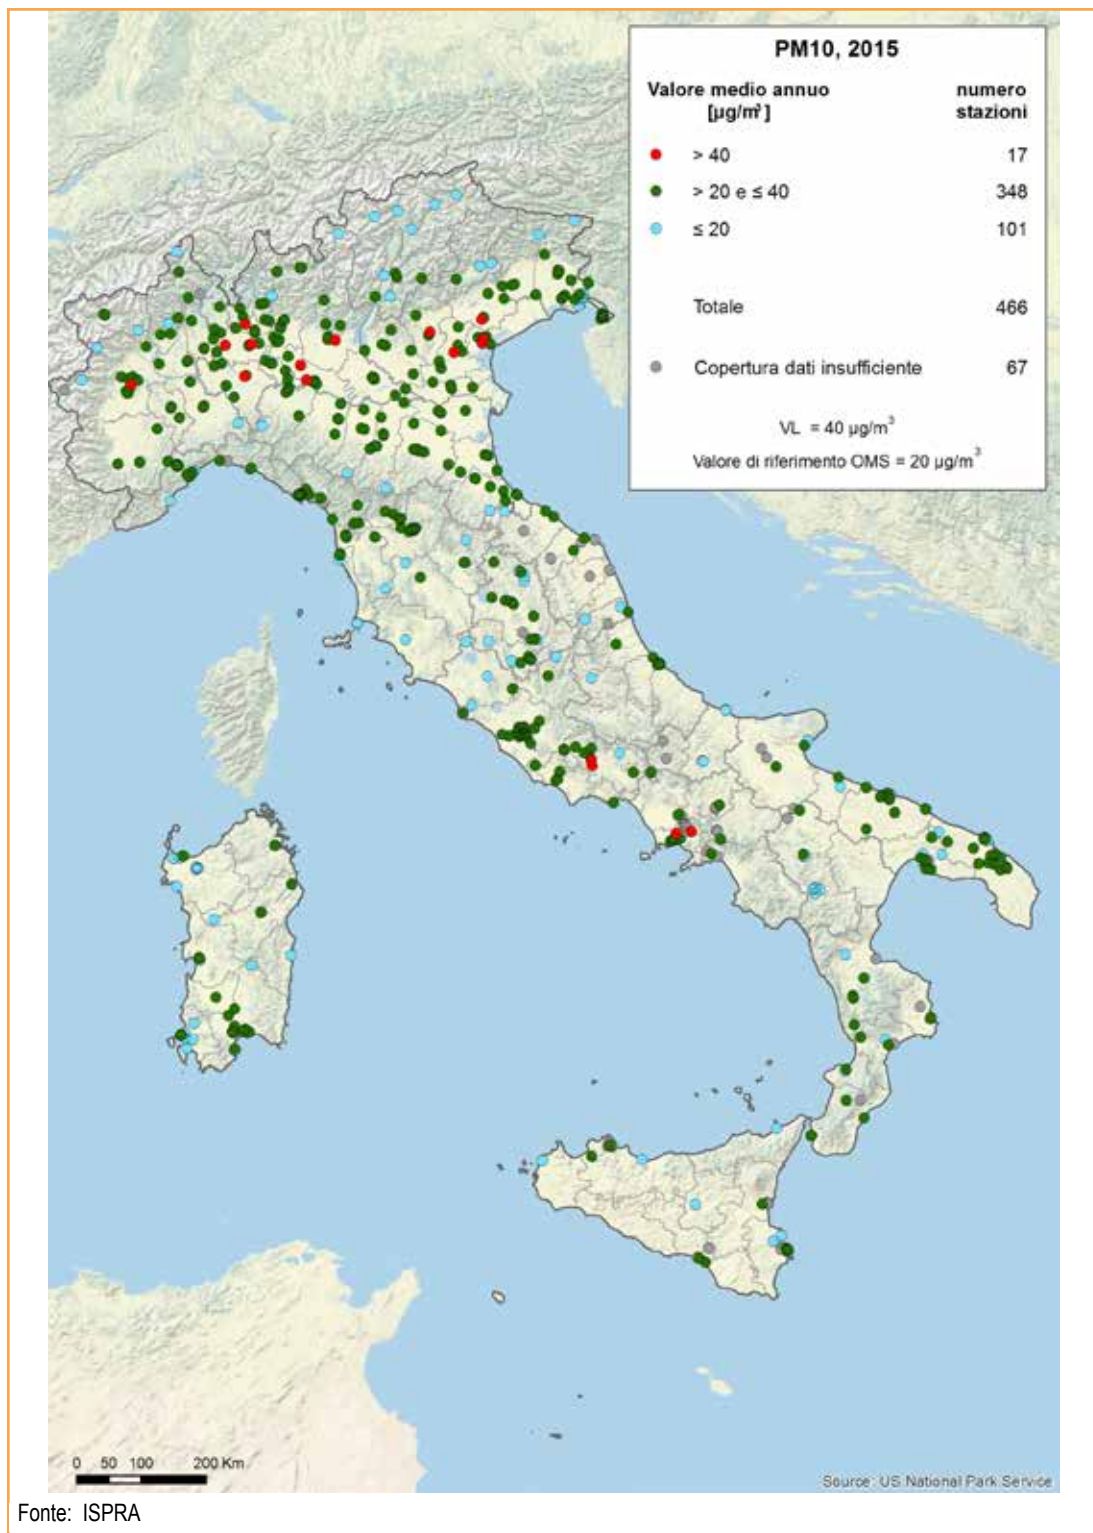 PM10, 2015
Valore medio annuo numero
[µg/m³] stazioni
> 40 17
> 20 e ≤ 40 348
≤ 20 101
Totale 466
Copertura dati insufficiente 67
VL = 40 µg/m³
Valore di riferimento OMS = 20 µg/m³
0 50 100 200 Km
Source: US National Park Service
Fonte: ISPRA